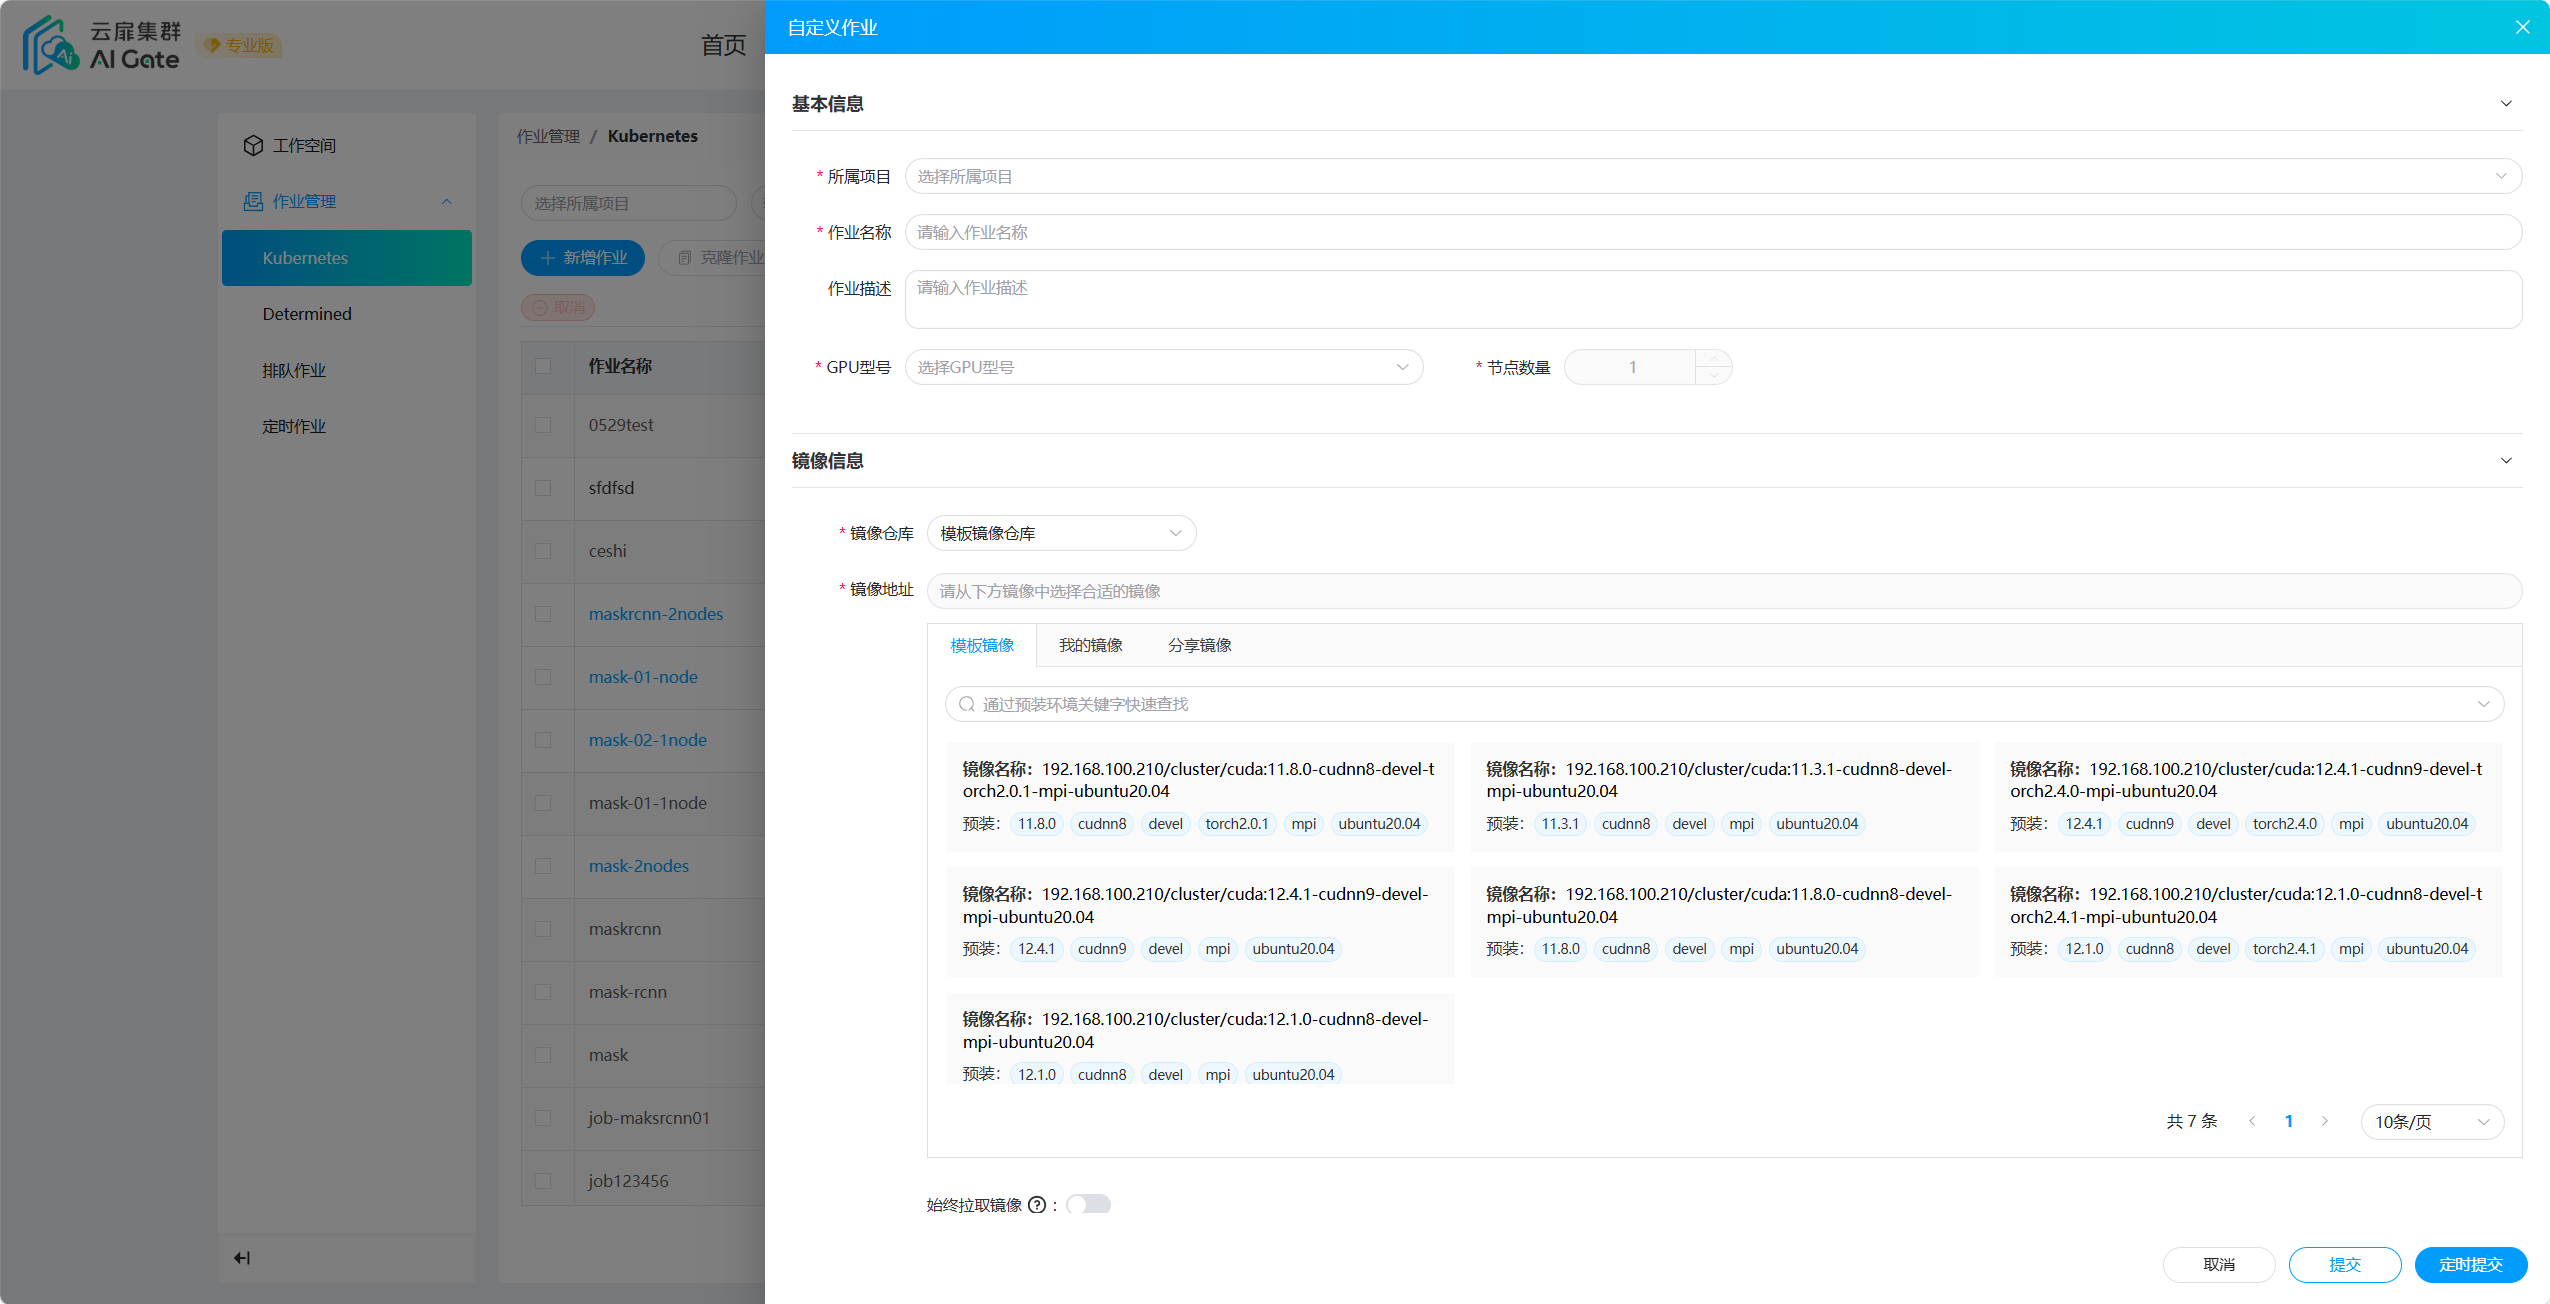 云扉集群
AI Gate
专业版
首页
工作空间
作业管理
Kubernetes
Determined
排队作业
定时作业
作业管理 / Kubernetes
选择所属项目
新增作业
克隆作业
取消
作业名称
0529test
sfdfsd
ceshi
maskrcnn-2nodes
mask-01-node
mask-02-1node
mask-01-1node
mask-2nodes
maskrcnn
mask-rcnn
mask
job-maksrcnn01
job123456
自定义作业
基本信息
* 所属项目 选择所属项目
* 作业名称 请输入作业名称
作业描述 请输入作业描述
* GPU型号 选择GPU型号 * 节点数量 1
镜像信息
* 镜像仓库 模板镜像仓库
* 镜像地址 请从下方镜像中选择合适的镜像
模板镜像 我的镜像 分享镜像
通过预装环境关键字快速查找
镜像名称：192.168.100.210/cluster/cuda:11.8.0-cudnn8-devel-t
orch2.0.1-mpi-ubuntu20.04
预装： 11.8.0 cudnn8 devel torch2.0.1 mpi ubuntu20.04
镜像名称：192.168.100.210/cluster/cuda:11.3.1-cudnn8-devel-
mpi-ubuntu20.04
预装： 11.3.1 cudnn8 devel mpi ubuntu20.04
镜像名称：192.168.100.210/cluster/cuda:12.4.1-cudnn9-devel-t
orch2.4.0-mpi-ubuntu20.04
预装： 12.4.1 cudnn9 devel torch2.4.0 mpi ubuntu20.04
镜像名称：192.168.100.210/cluster/cuda:12.4.1-cudnn9-devel-
mpi-ubuntu20.04
预装： 12.4.1 cudnn9 devel mpi ubuntu20.04
镜像名称：192.168.100.210/cluster/cuda:11.8.0-cudnn8-devel-
mpi-ubuntu20.04
预装： 11.8.0 cudnn8 devel mpi ubuntu20.04
镜像名称：192.168.100.210/cluster/cuda:12.1.0-cudnn8-devel-t
orch2.4.1-mpi-ubuntu20.04
预装： 12.1.0 cudnn8 devel torch2.4.1 mpi ubuntu20.04
镜像名称：192.168.100.210/cluster/cuda:12.1.0-cudnn8-devel-
mpi-ubuntu20.04
预装： 12.1.0 cudnn8 devel mpi ubuntu20.04
共 7 条 1 10条/页
始终拉取镜像 ? :
取消 提交 定时提交